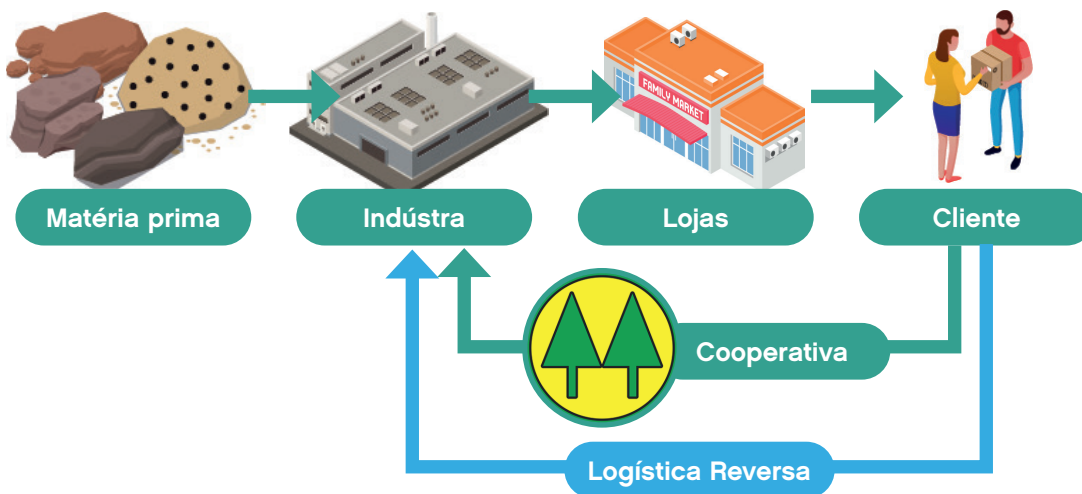 FAMILY MARKET
Matéria prima
Indústra
Lojas
Cliente
Cooperativa
Logística Reversa